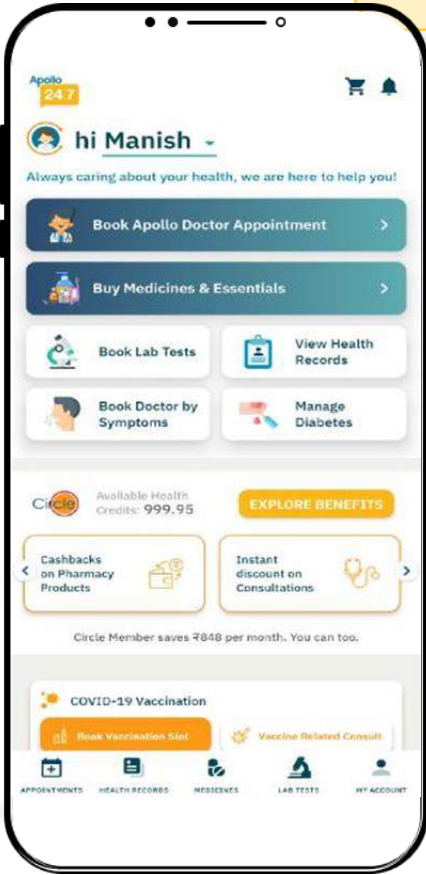 Apollo
24 7
hi Manish
Always caring about your health, we are here to help you!
Book Apollo Doctor Appointment
Buy Medicines & Essentials
Book Lab Tests
View Health
Records
Book Doctor by
Symptoms
Manage
Diabetes
Circle
Available Health
Credits: 999.95
EXPLORE BENEFITS
Cashbacks
on Pharmacy
Products
Instant
discount on
Consultations
Circle Member saves ₹848 per month. You can too.
COVID-19 Vaccination
Book Vaccination Slot
Vaccine Related Consult
APPOINTMENTS
HEALTH RECORDS
MEDICINES
LAB TESTS
MY ACCOUNT